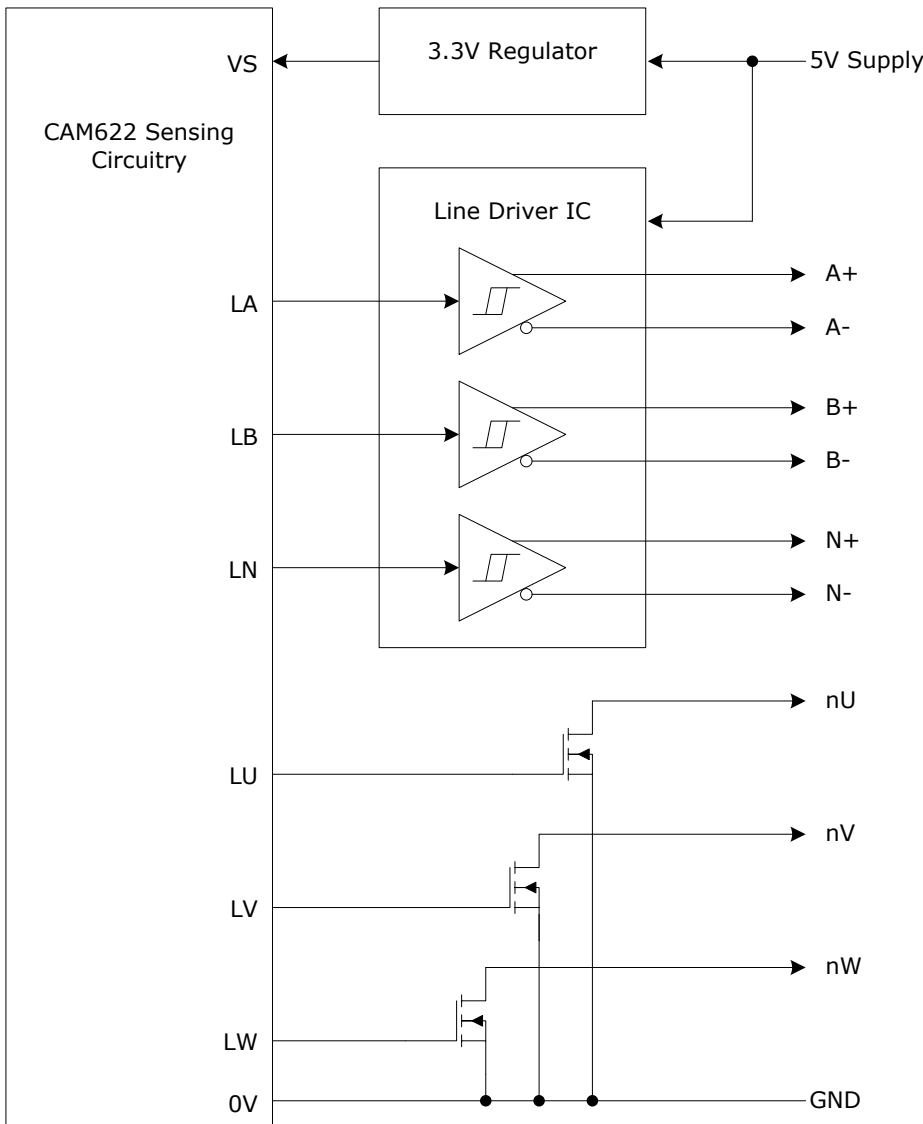 VS
3.3V Regulator
5V Supply
CAM622 Sensing
Circuitry
Line Driver IC
LA
A+
A-
LB
B+
B-
LN
N+
N-
nU
LU
nV
LV
nW
LW
0V
GND